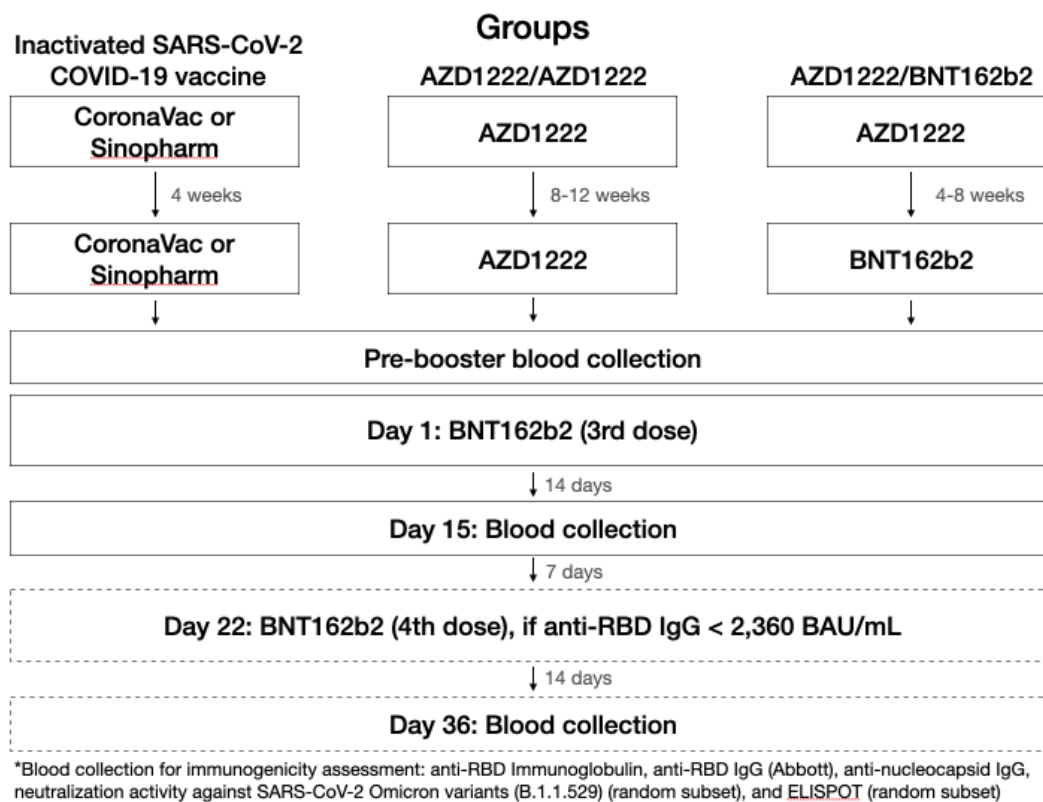 Groups
Inactivated SARS-CoV-2
COVID-19 vaccine
AZD1222/AZD1222
AZD1222/BNT162b2
CoronaVac or
Sinopharm
AZD1222
AZD1222
4 weeks
8-12 weeks
4-8 weeks
CoronaVac or
Sinopharm
AZD1222
BNT162b2
Pre-booster blood collection
Day 1: BNT162b2 (3rd dose)
14 days
Day 15: Blood collection
7 days
Day 22: BNT162b2 (4th dose), if anti-RBD IgG < 2,360 BAU/mL
14 days
Day 36: Blood collection
*Blood collection for immunogenicity assessment: anti-RBD Immunoglobulin, anti-RBD IgG (Abbott), anti-nucleocapsid IgG,
neutralization activity against SARS-CoV-2 Omicron variants (B.1.1.529) (random subset), and ELISPOT (random subset)